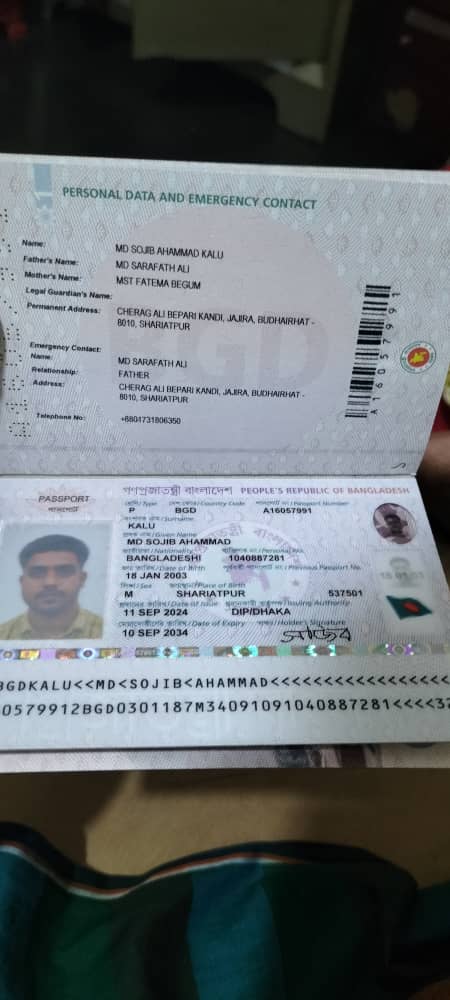 PERSONAL DATA AND EMERGENCY CONTACT
Name: MD SOJIB AHAMMAD KALU
Father's Name: MD SARAFATH ALI
Mother's Name: MST FATEMA BEGUM
Legal Guardian's Name:
Permanent Address: CHERAG ALI BEPARI KANDI, JAJIRA, BUDHAIRHAT -
8010, SHARIATPUR
Emergency Contact:
Name: MD SARAFATH ALI
Relationship: FATHER
Address: CHERAG ALI BEPARI KANDI, JAJIRA, BUDHAIRHAT -
8010, SHARIATPUR
Telephone No: +8804731806350
A16057991
BGD
গণপ্রজাতন্ত্রী বাংলাদেশ PEOPLE'S REPUBLIC OF BANGLADESH
PASSPORT
পাসপোর্ট
শ্রেণি/Type দেশ কোড/Country Code পাসপোর্ট নং/Passport Number
P BGD A16057991
বংশগত নাম/Surname
KALU
প্রদত্ত নাম/Given Name
MD SOJIB AHAMMAD
জাতীয়তা/Nationality ব্যক্তিগত নং/Personal No.
BANGLADESHI 1040887281
জন্ম তারিখ/Date of Birth পূর্ববর্তী পাসপোর্ট নং/Previous Passport No.
18 JAN 2003
লিঙ্গ/Sex জন্মস্থান/Place of Birth
M SHARIATPUR 537501
প্রদানের তারিখ/Date of Issue প্রদানকারী কর্তৃপক্ষ/Issuing Authority
11 SEP 2024 DIP/DHAKA
মেয়াদোত্তীর্ণের তারিখ/Date of Expiry স্বাক্ষর/Holder's Signature
10 SEP 2034
BGDKALU<<MD<SOJIB<AHAMMAD<<<<<<<<<<<<<<<<<<
0579912BGD0301187M34091091040887281<<<<32